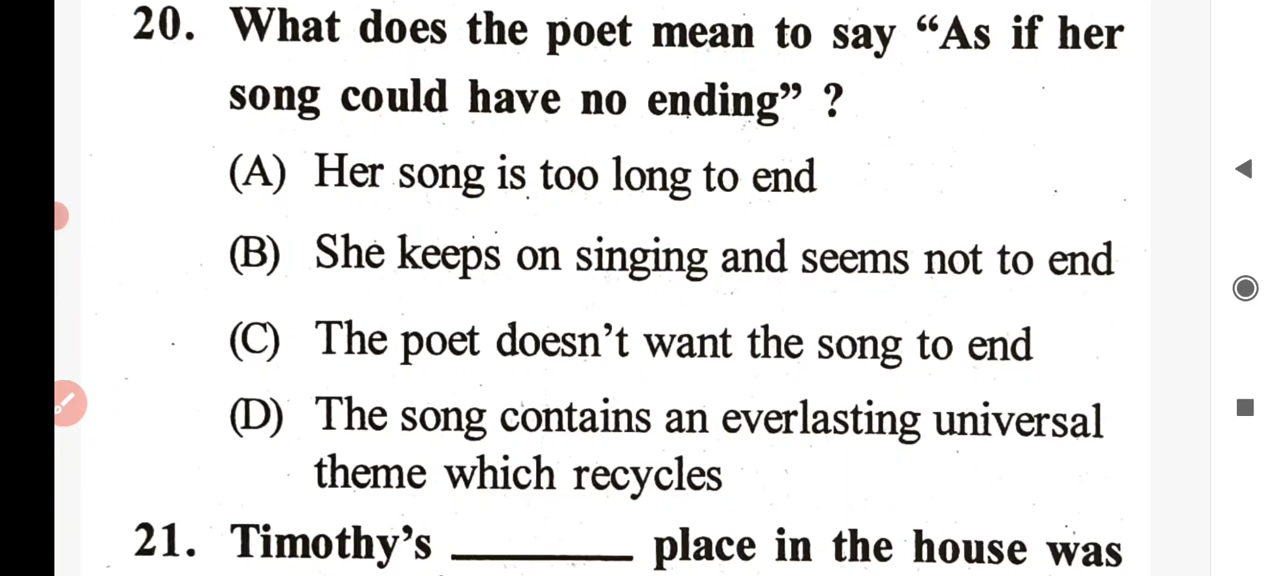 20. What does the poet mean to say “As if her
song could have no ending” ?
(A) Her song is too long to end
(B) She keeps on singing and seems not to end
(C) The poet doesn’t want the song to end
(D) The song contains an everlasting universal
theme which recycles
21. Timothy’s ________ place in the house was